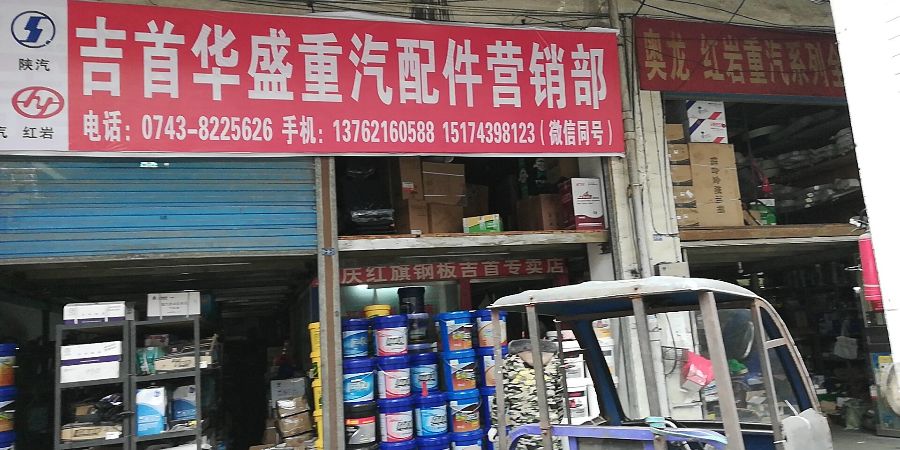 陕汽
吉首华盛重汽配件营销部
汽 红岩
电话：0743-8225626 手机：13762160588 15174398123（微信同号）
奥龙 红岩重汽系列全
庆红旗钢板吉首专卖店